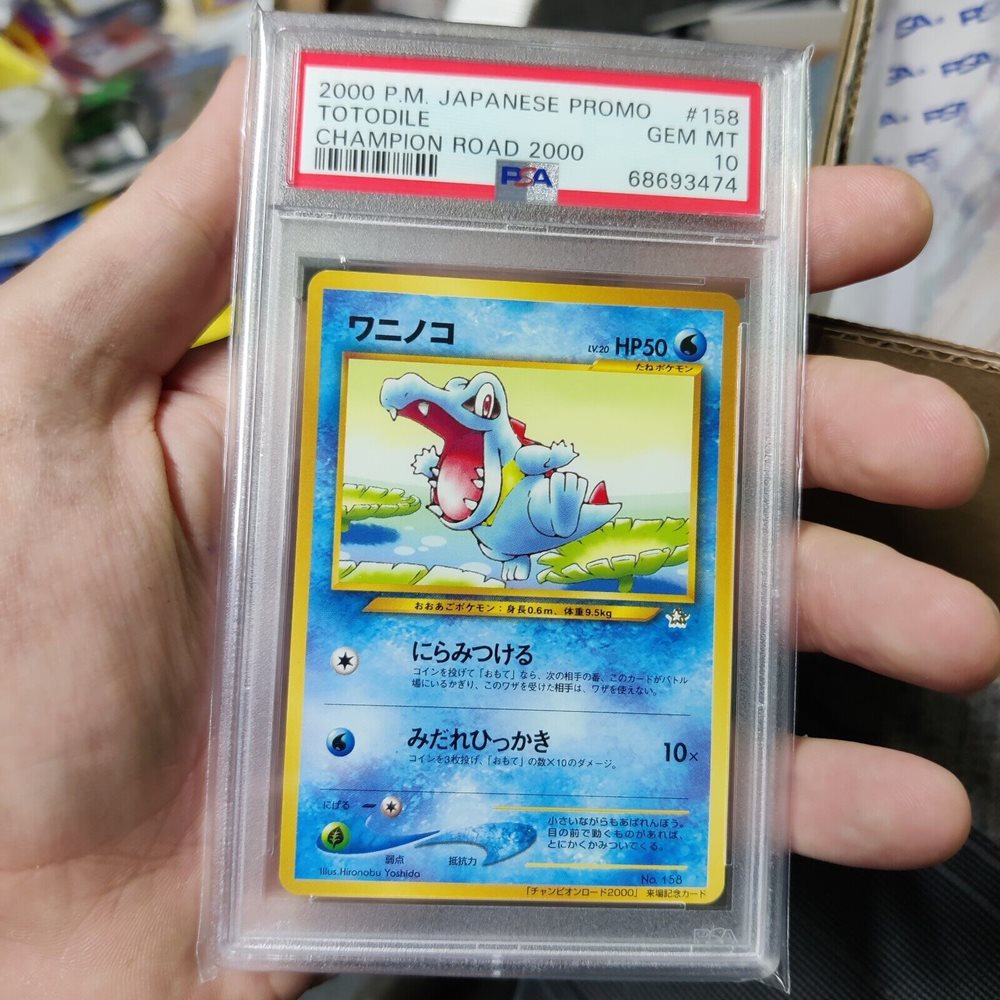 2000 P.M. JAPANESE PROMO #158
TOTODILE GEM MT
CHAMPION ROAD 2000 10
PSA 68693474
ワニノコ LV.20 HP50
たねポケモン
おおあごポケモン：身長0.6m、体重9.5kg
にらみつける
コインを投げて「おもて」なら、次の相手の番、このカードがバトル
場にいるかぎり、このワザを受けた相手は、ワザを使えない。
みだれひっかき 10×
コインを3枚投げ、「おもて」の数×10のダメージ。
にげる
小さいながらもあばれんぼう。
目の前で動くものがあれば、
とにかくかみついてくる。
弱点 抵抗力
Illus.Hironobu Yoshida No. 158
「チャンピオンロード2000」 来場記念カード
PSA
PSA
PSA